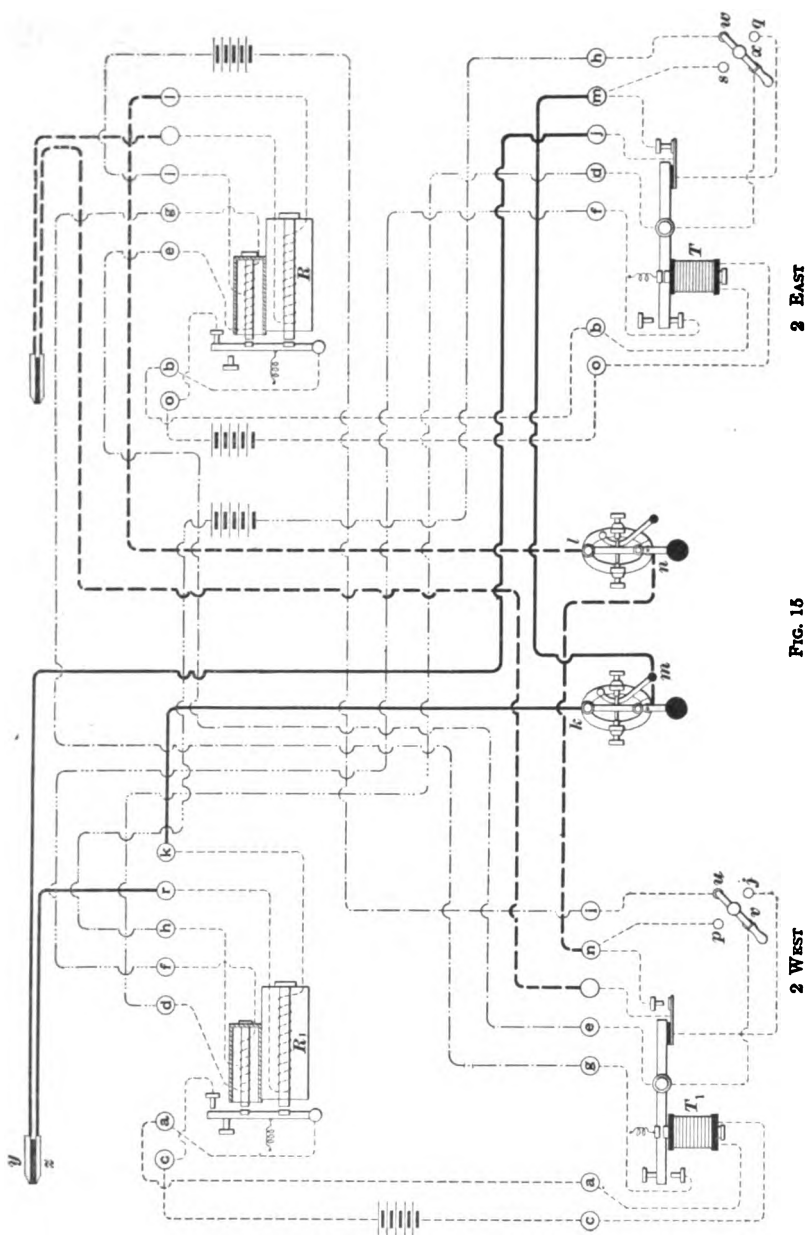 y
z
c a d f h r k
R₁
o b e g i l
R
c a g e n i
T₁
p u
v j
k
m
l
n
o b f d j m h
T
s w
x q
2 WEST
FIG. 15
2 EAST